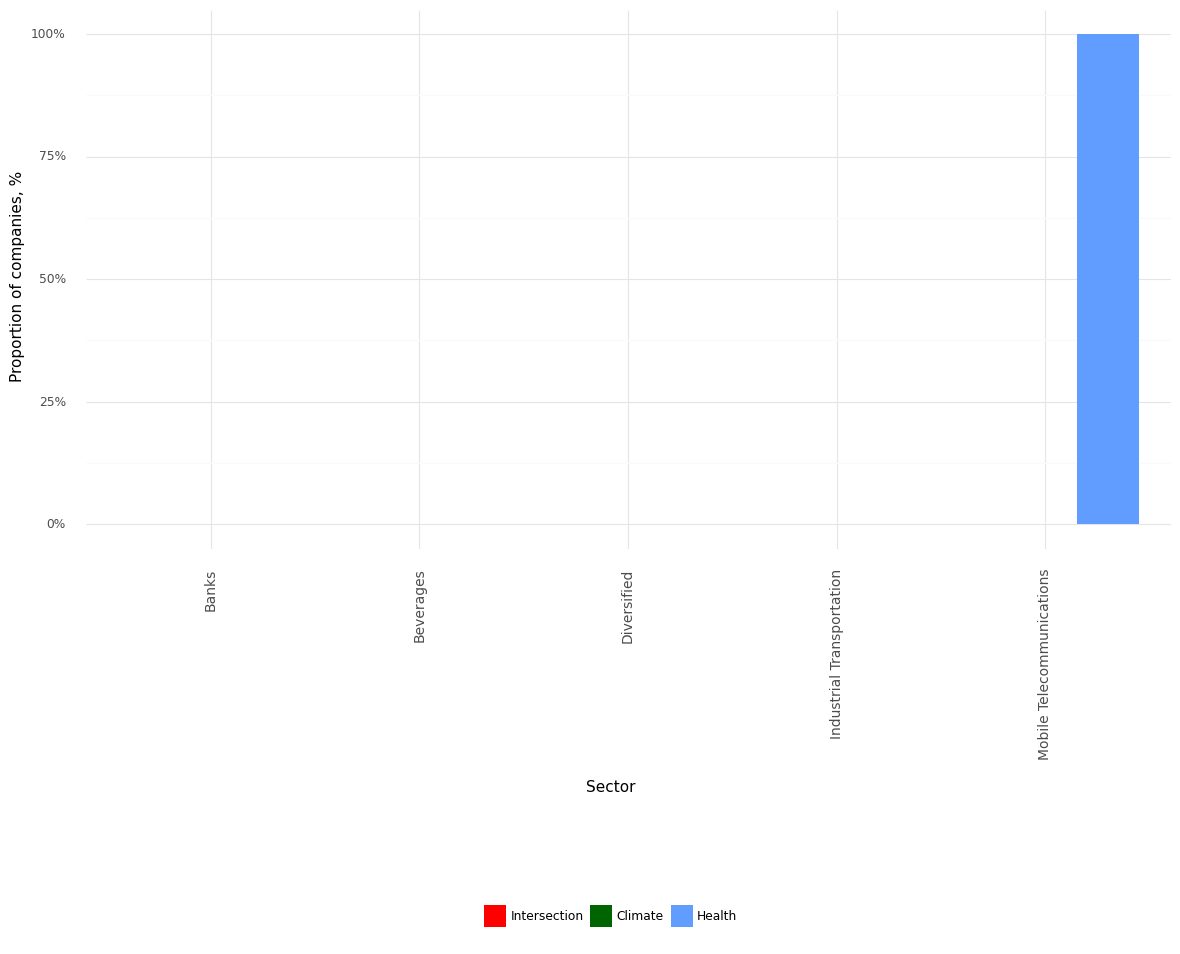 Proportion of companies, %
100%
75%
50%
25%
0%
Banks
Beverages
Diversified
Industrial Transportation
Mobile Telecommunications
Sector
Intersection Climate Health